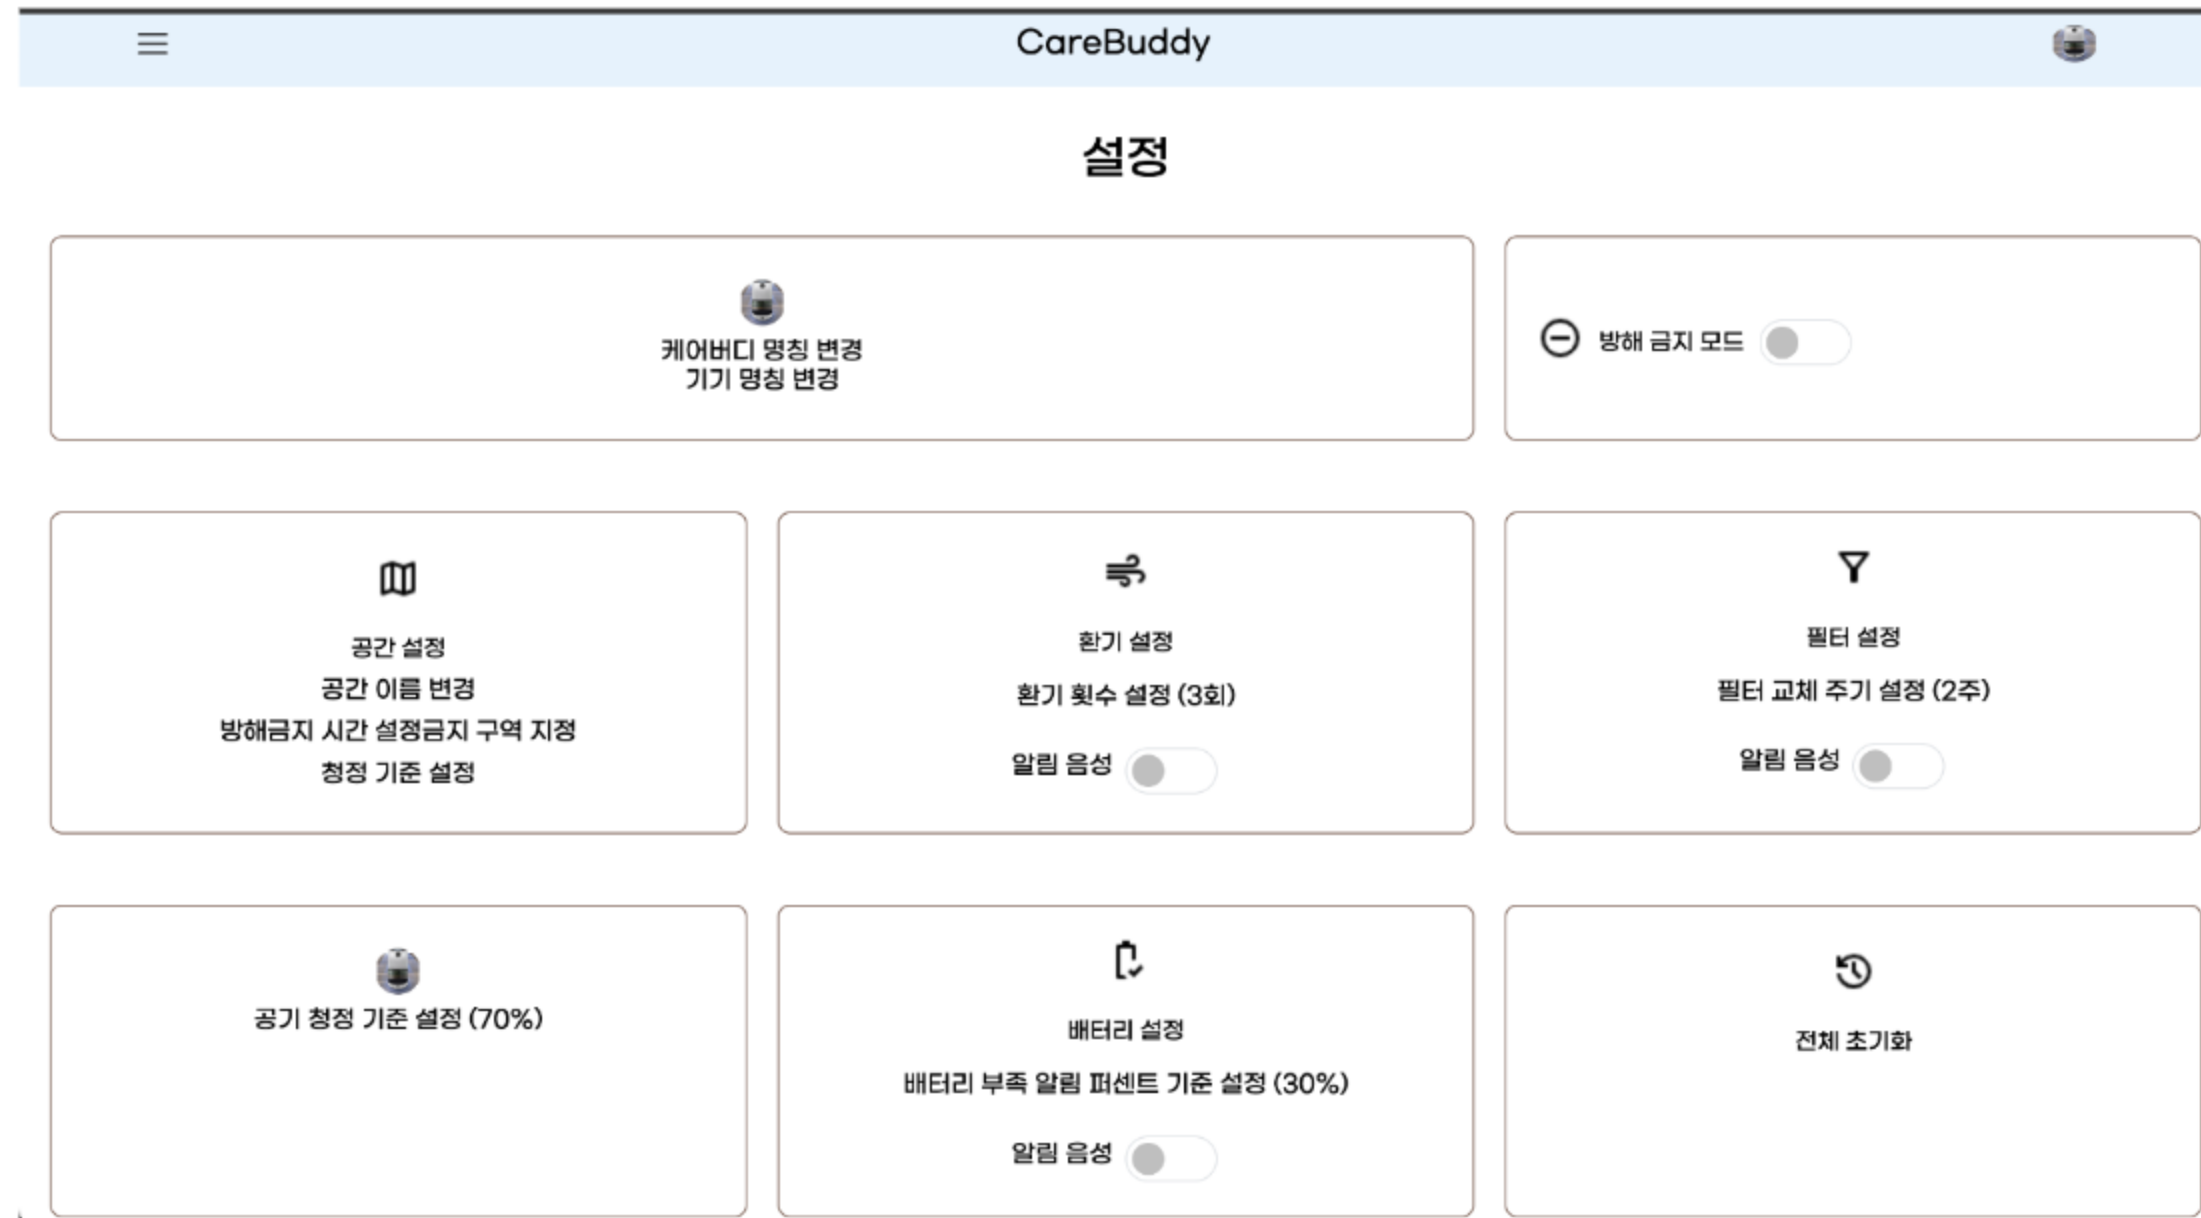 CareBuddy
설정
케어버디 명칭 변경
기기 명칭 변경
방해 금지 모드
공간 설정
공간 이름 변경
방해금지 시간 설정금지 구역 지정
청정 기준 설정
환기 설정
환기 횟수 설정 (3회)
알림 음성
필터 설정
필터 교체 주기 설정 (2주)
알림 음성
공기 청정 기준 설정 (70%)
배터리 설정
배터리 부족 알림 퍼센트 기준 설정 (30%)
알림 음성
전체 초기화